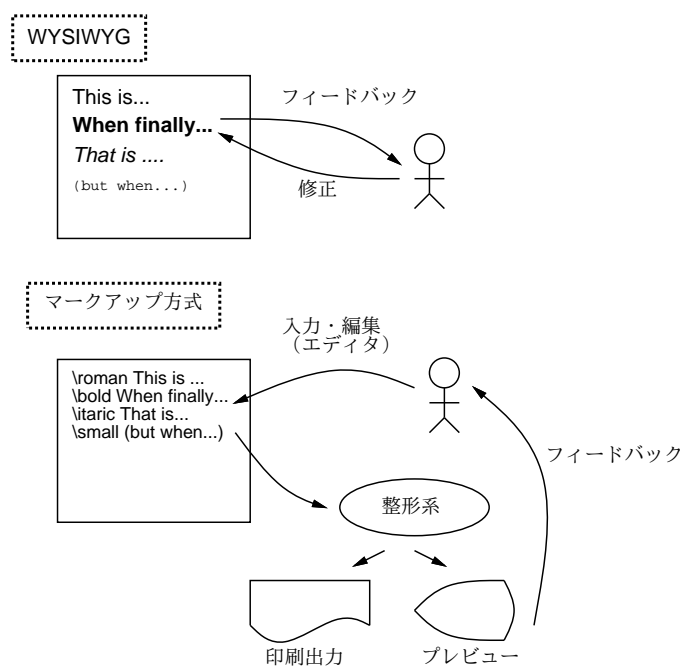 WYSIWYG
This is...
When finally...
That is ....
(but when...)
フィードバック
修正
マークアップ方式
入力・編集
(エディタ)
\roman This is ...
\bold When finally...
\itaric That is...
\small (but when...)
フィードバック
整形系
印刷出力
プレビュー